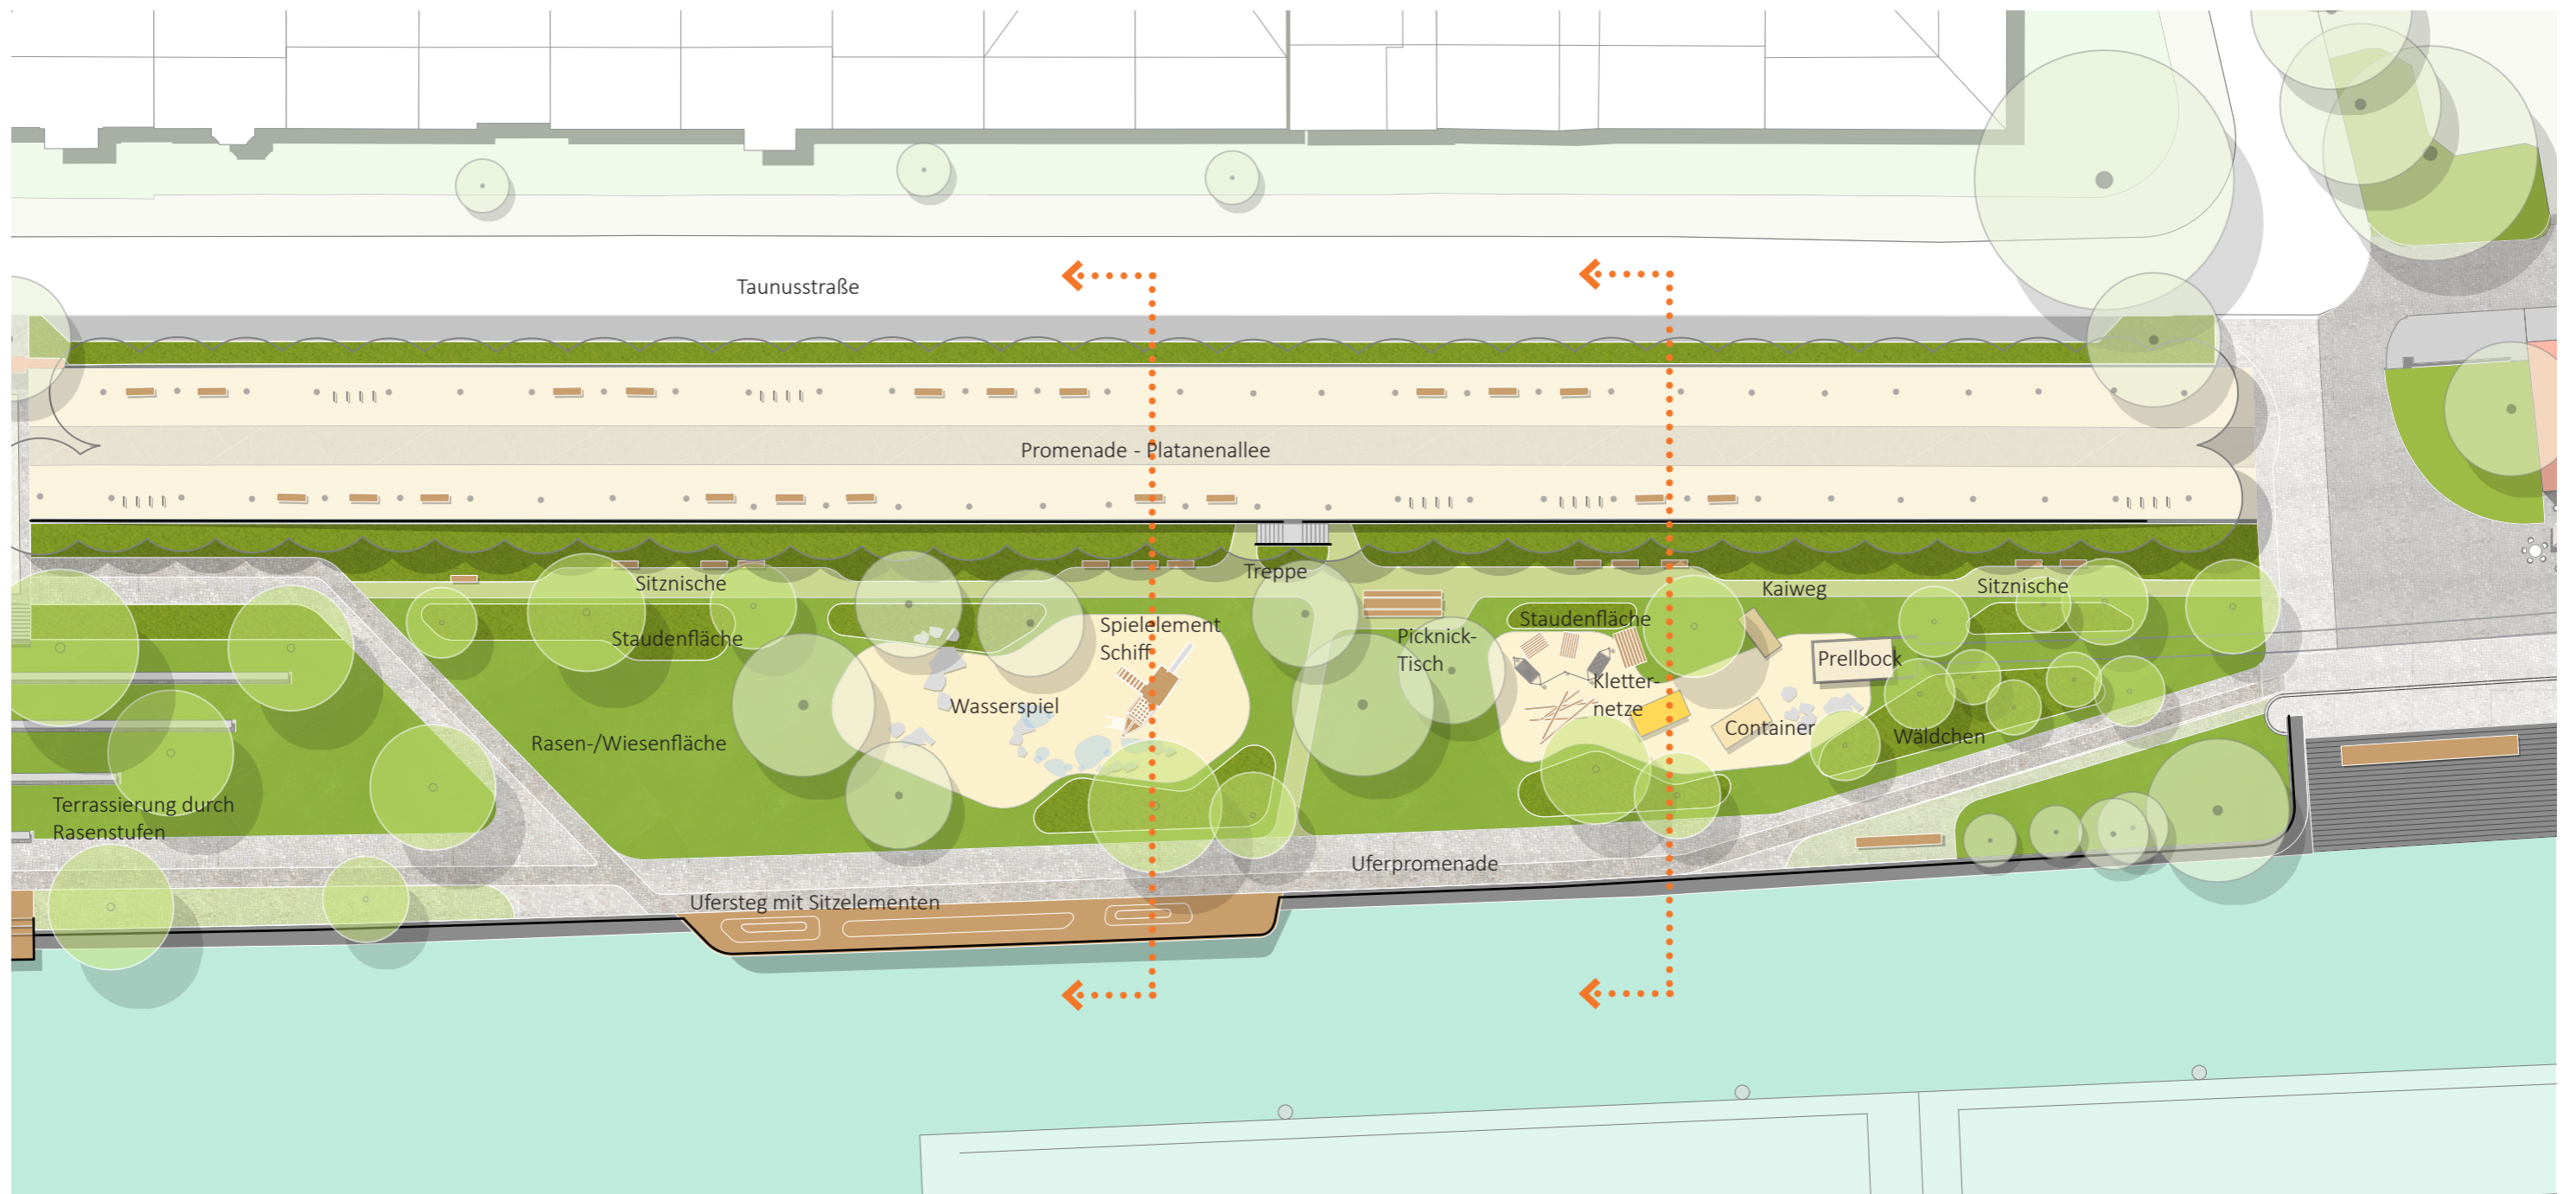 Taunusstraße
Promenade - Platanenallee
Treppe
Sitznische
Kaiweg
Sitznische
Staudenfläche
Spielelement
Schiff
Picknick-
Tisch
Staudenfläche
Prellbock
Kletter-
netze
Wasserspiel
Container
Wäldchen
Rasen-/Wiesenfläche
Terrassierung durch
Rasenstufen
Uferpromenade
Ufersteg mit Sitzelementen